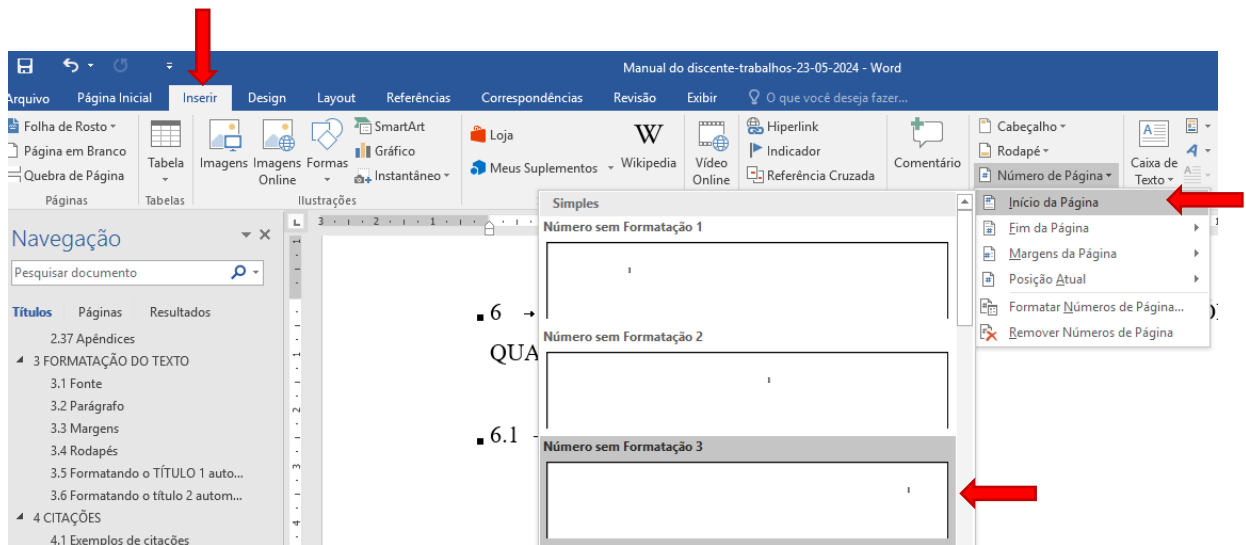 Manual do discente-trabalhos-23-05-2024 - Word
Arquivo Página Inicial Inserir Design Layout Referências Correspondências Revisão Exibir O que você deseja fazer...
Folha de Rosto
Página em Branco
Quebra de Página
Páginas
Tabela
Tabelas
Imagens
Imagens Online
Formas
SmartArt
Gráfico
Instantâneo
Ilustrações
Loja
Meus Suplementos
Wikipedia
Vídeo Online
Hiperlink
Indicador
Referência Cruzada
Comentário
Cabeçalho
Rodapé
Número de Página
Caixa de Texto
Início da Página
Fim da Página
Margens da Página
Posição Atual
Formatar Números de Página...
Remover Números de Página
Simples
Número sem Formatação 1
Número sem Formatação 2
Número sem Formatação 3
Navegação
Pesquisar documento
Títulos Páginas Resultados
2.37 Apêndices
3 FORMATAÇÃO DO TEXTO
3.1 Fonte
3.2 Parágrafo
3.3 Margens
3.4 Rodapés
3.5 Formatando o TÍTULO 1 auto...
3.6 Formatando o título 2 autom...
4 CITAÇÕES
4.1 Exemplos de citações
3 2 1
6
QUA
6.1